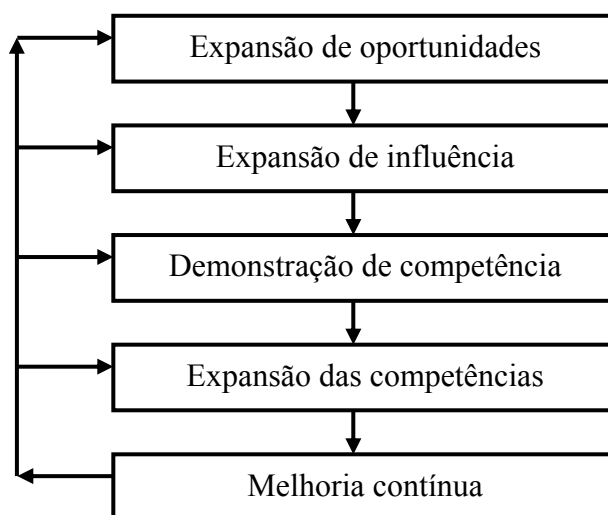 Expansão de oportunidades
Expansão de influência
Demonstração de competência
Expansão das competências
Melhoria contínua